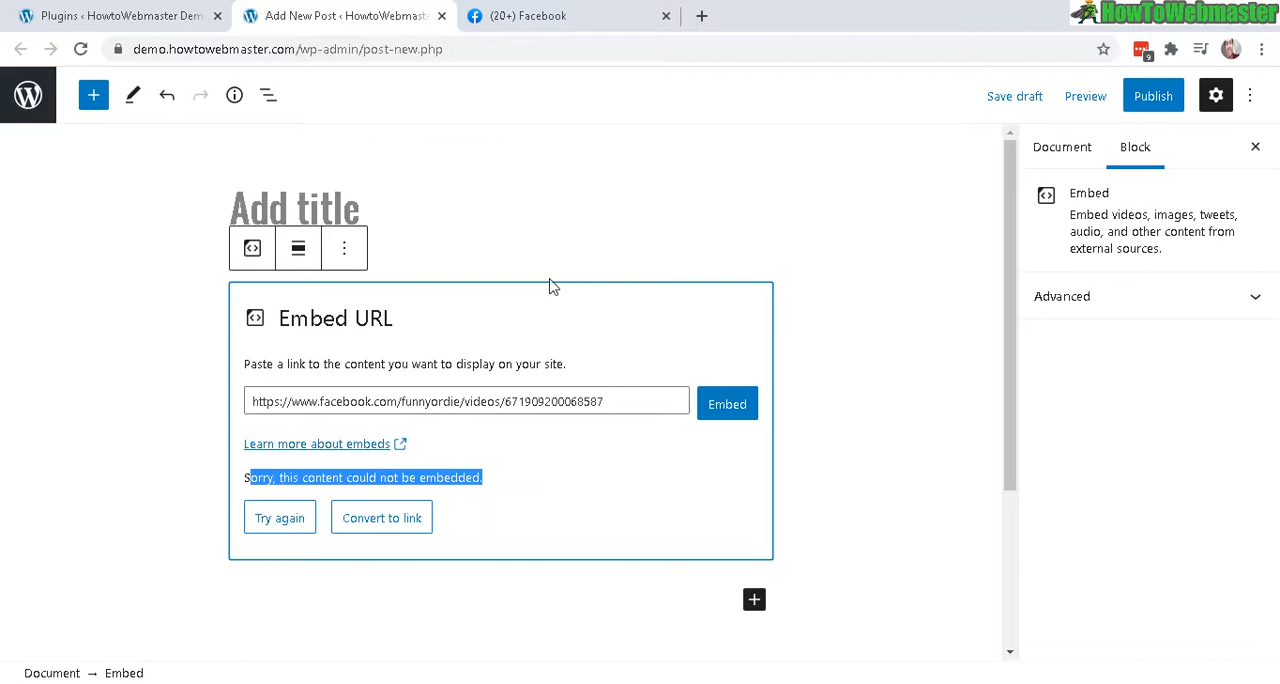 Plugins ‹ HowtoWebmaster Dem
Add New Post ‹ HowtoWebmaste
(20+) Facebook
HowToWebmaster
demo.howtowebmaster.com/wp-admin/post-new.php
9
Save draft
Preview
Publish
Document
Block
Add title
Embed
Embed videos, images, tweets,
audio, and other content from
external sources.
Advanced
Embed URL
Paste a link to the content you want to display on your site.
https://www.facebook.com/funnyordie/videos/671909200068587
Embed
Learn more about embeds
Sorry, this content could not be embedded.
Try again
Convert to link
Document → Embed